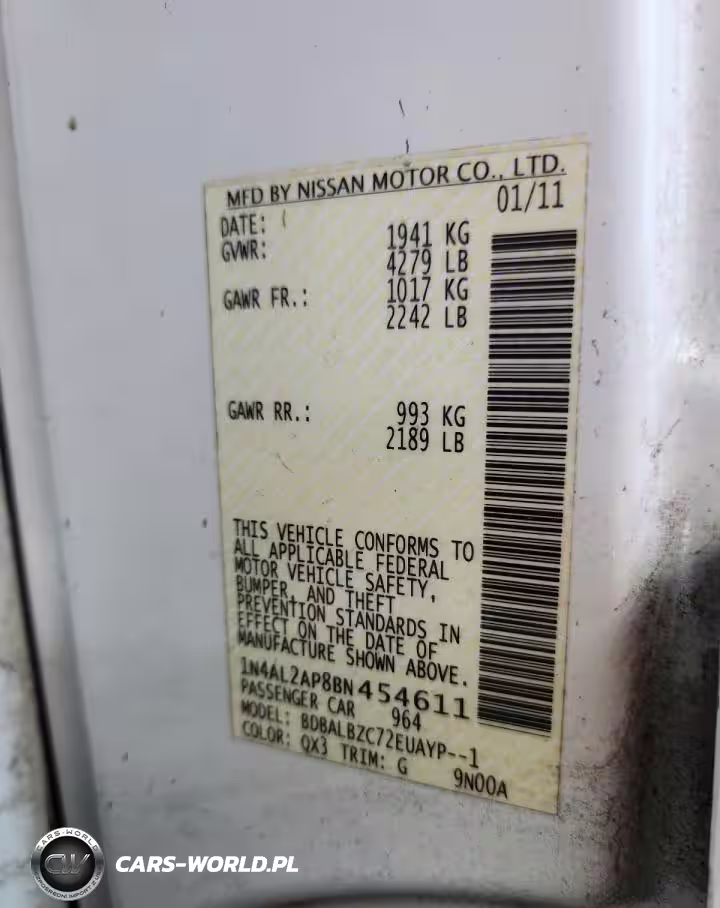 MFD BY NISSAN MOTOR CO., LTD.
DATE: 01/11
GVWR: 1941 KG
4279 LB
GAWR FR.: 1017 KG
2242 LB
GAWR RR.: 993 KG
2189 LB
THIS VEHICLE CONFORMS TO
ALL APPLICABLE FEDERAL
MOTOR VEHICLE SAFETY,
BUMPER, AND THEFT
PREVENTION STANDARDS IN
EFFECT ON THE DATE OF
MANUFACTURE SHOWN ABOVE.
1N4AL2AP8BN454611
PASSENGER CAR 964
MODEL: BDBALBZC72EUAYP--1
COLOR: QX3 TRIM: G 9N00A
CARS-WORLD
CW
CARS-WORLD.PL